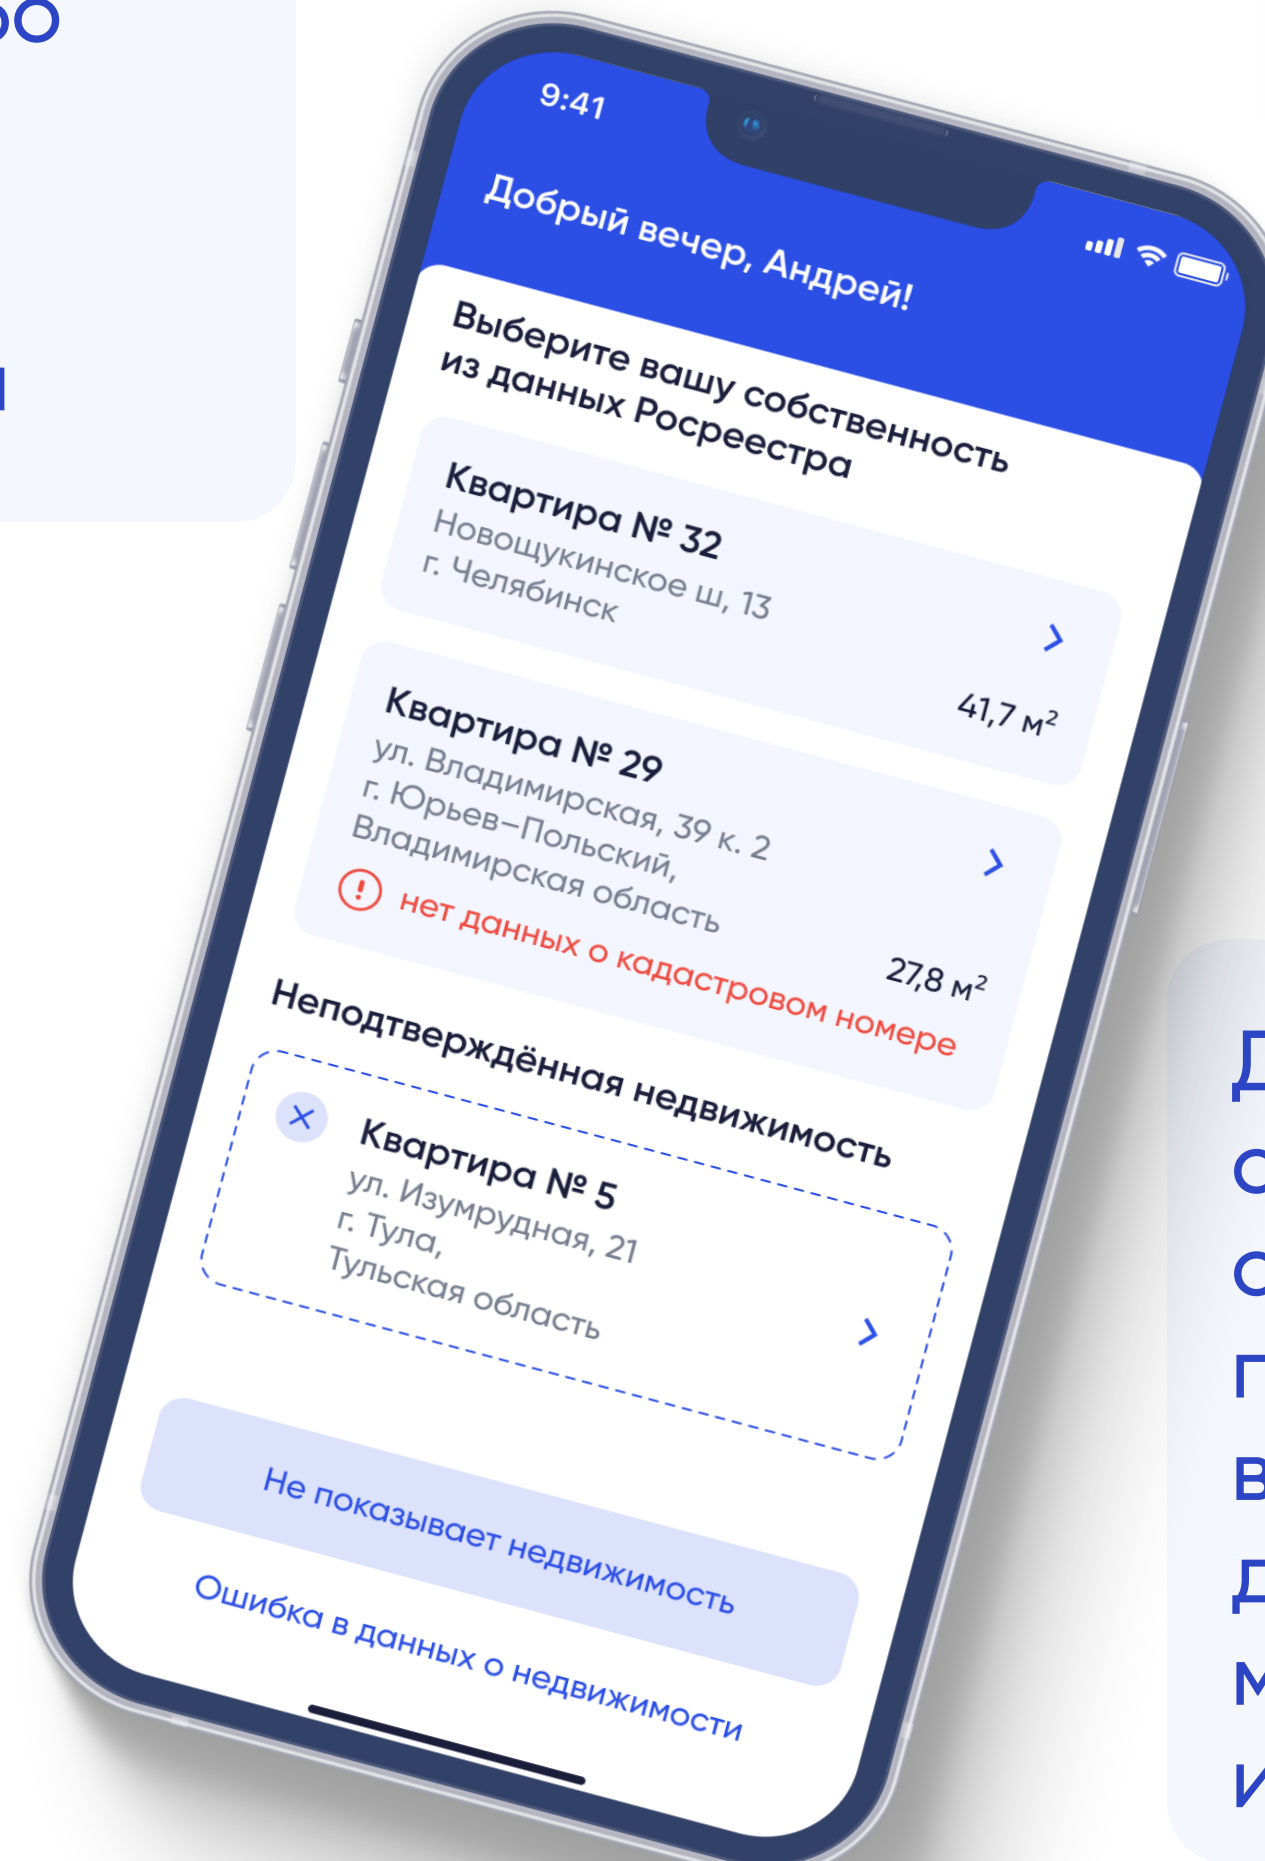 9:41
Добрый вечер, Андрей!
Выберите вашу собственность
из данных Росреестра
Квартира № 32
Новощукинское ш, 13
г. Челябинск
41,7 м²
Квартира № 29
ул. Владимирская, 39 к. 2
г. Юрьев–Польский,
Владимирская область
27,8 м²
нет данных о кадастровом номере
Неподтверждённая недвижимость
Квартира № 5
ул. Изумрудная, 21
г. Тула,
Тульская область
Не показывает недвижимость
Ошибка в данных о недвижимости